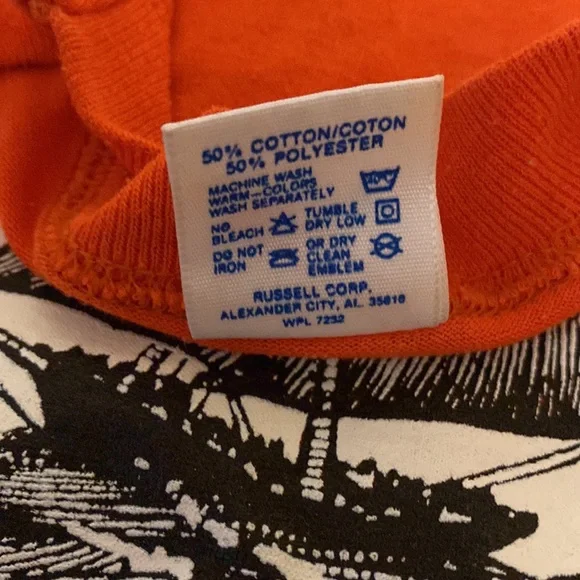 50% COTTON/COTON
50% POLYESTER
MACHINE WASH
WARM-COLORS
WASH SEPARATELY
NO
BLEACH
TUMBLE
DRY LOW
DO NOT
IRON
OR DRY
CLEAN
EMBLEM
RUSSELL CORP.
ALEXANDER CITY, AL. 35010
WPL 7232